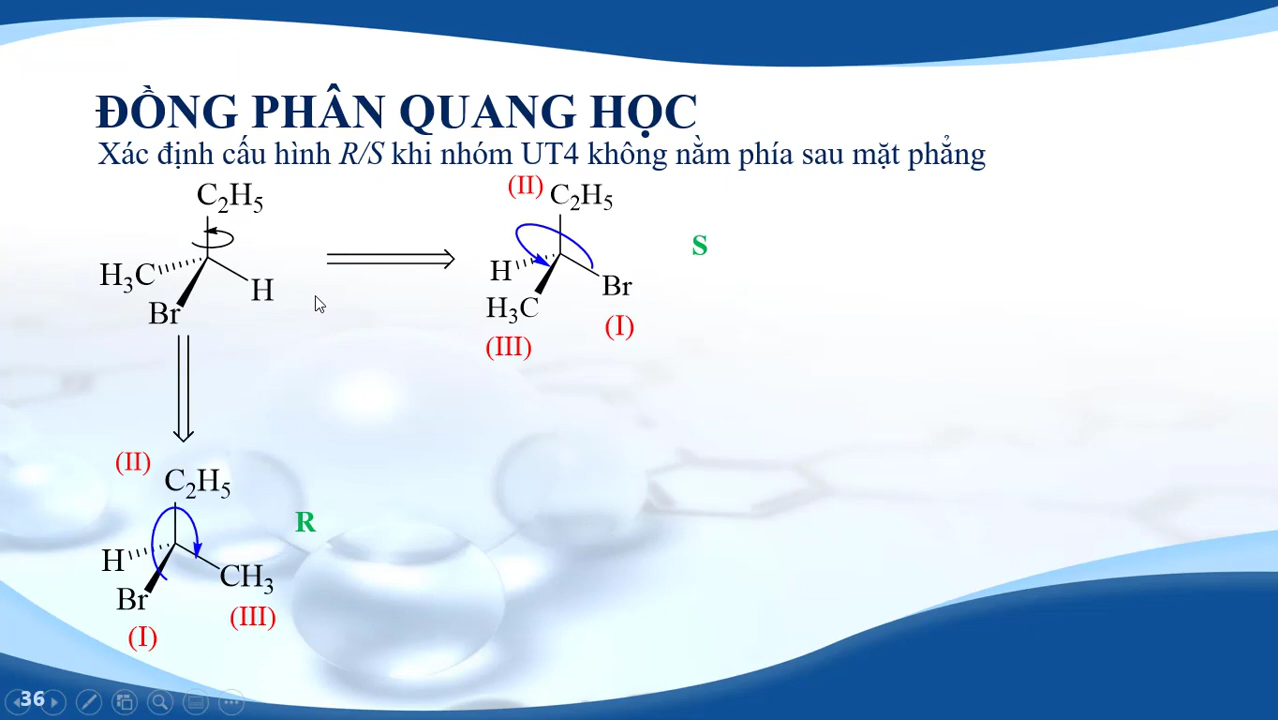 ĐỒNG PHÂN QUANG HỌC
Xác định cấu hình R/S khi nhóm UT4 không nằm phía sau mặt phẳng
C₂H₅
H₃C
Br
H
(II)
C₂H₅
H
Br
H₃C
(I)
(III)
S
(II)
C₂H₅
H
Br
CH₃
(I)
(III)
R
36